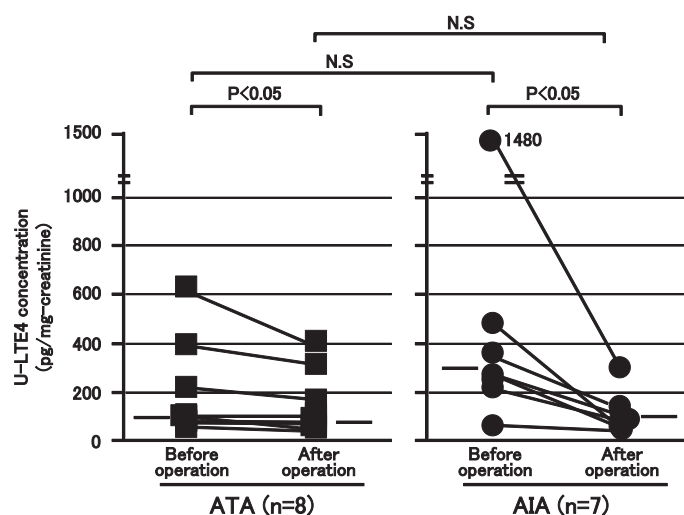 N.S
N.S
P<0.05
P<0.05
U-LTE4 concentration
(pg/mg-creatinine)
1500
1000
800
600
400
200
0
1480
Before
operation
After
operation
Before
operation
After
operation
ATA (n=8)
AIA (n=7)